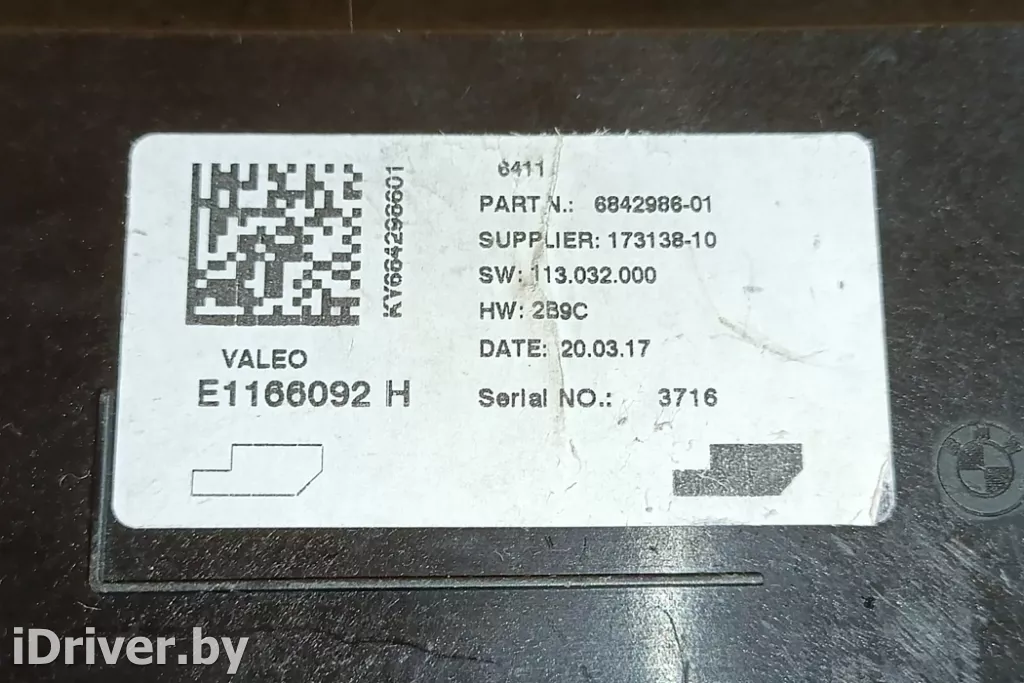 6411
PART N.: 6842986-01
SUPPLIER: 173138-10
SW: 113.032.000
HW: 2B9C
DATE: 20.03.17
Serial NO.: 3716
KY684298601
VALEO
E1166092 H
BMW
iDriver.by